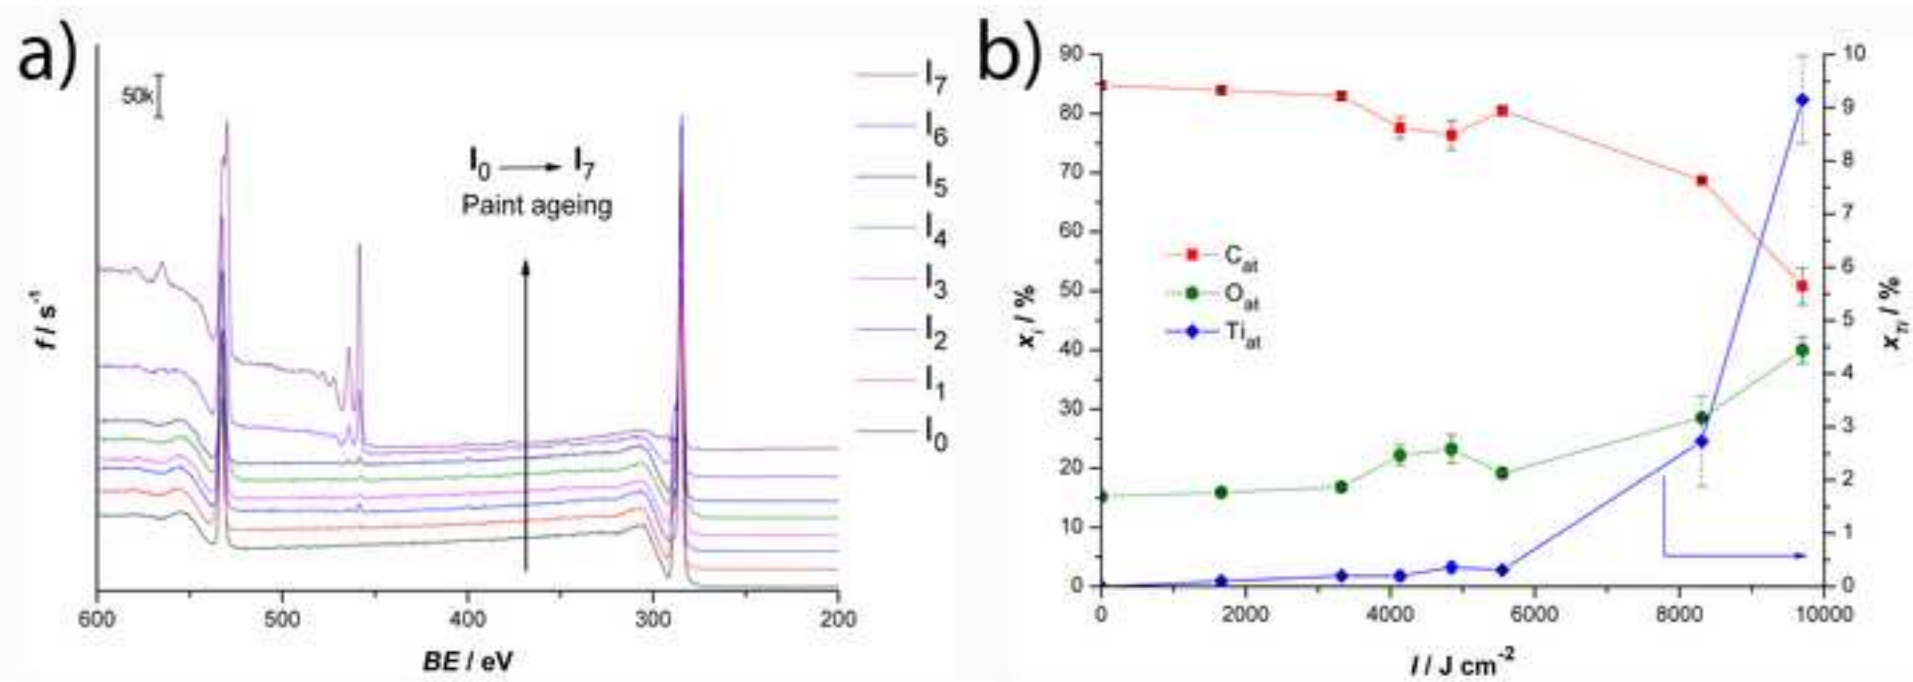 a)
50k
I0 → I7
Paint ageing
I7
I6
I5
I4
I3
I2
I1
I0
f / s-1
600 500 400 300 200
BE / eV
b)
90
80
70
60
50
40
30
20
10
0
xi / %
Cat
Oat
Tiat
10
9
8
7
6
5
4
3
2
1
0
xTi / %
0 2000 4000 6000 8000 10000
I / J cm-2